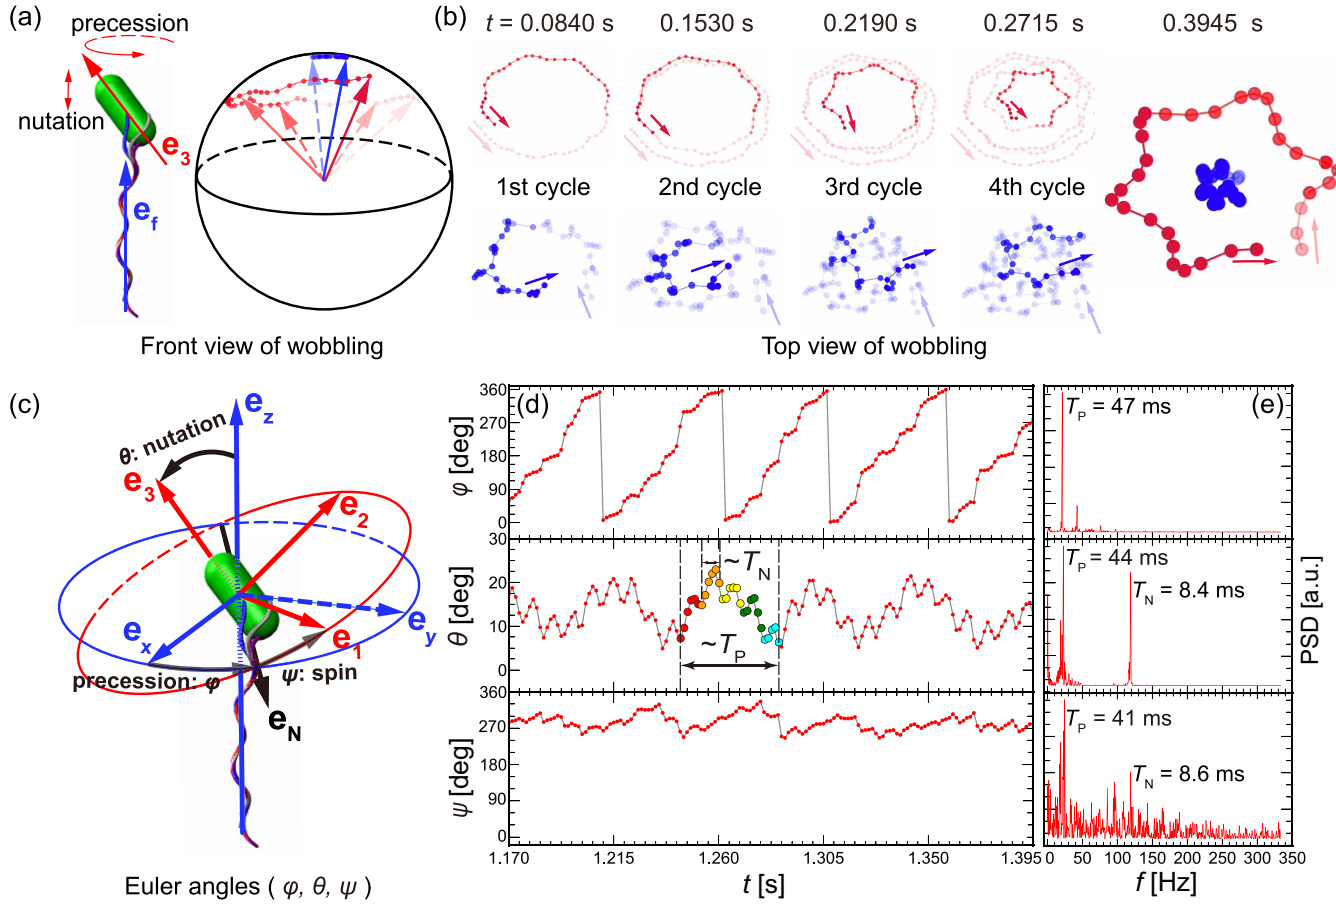 (a)
precession
nutation
e3
ef
Front view of wobbling
(b)
t = 0.0840 s
0.1530 s
0.2190 s
0.2715 s
0.3945 s
1st cycle
2nd cycle
3rd cycle
4th cycle
Top view of wobbling
(c)
ez
θ: nutation
e3
e2
ex
e1
ey
precession: φ
ψ: spin
eN
Euler angles ( φ, θ, ψ )
(d)
φ [deg]
360
270
180
90
0
θ [deg]
30
20
10
0
~TN
~TP
ψ [deg]
360
270
180
90
0
1.170
1.215
1.260
1.305
1.350
1.395
t [s]
(e)
TP = 47 ms
TP = 44 ms
TN = 8.4 ms
TP = 41 ms
TN = 8.6 ms
PSD [a.u.]
0
50
100
150
200
250
300
350
f [Hz]